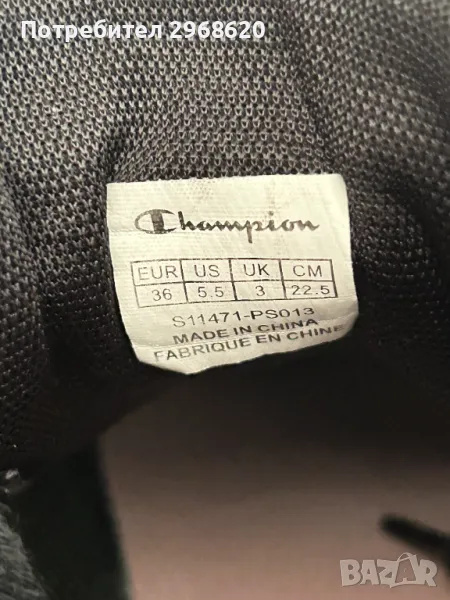 Потребител 2968620
Champion
EUR US UK CM
36 5.5 3 22.5
S11471-PS013
MADE IN CHINA
FABRIQUE EN CHINE
BAZAR